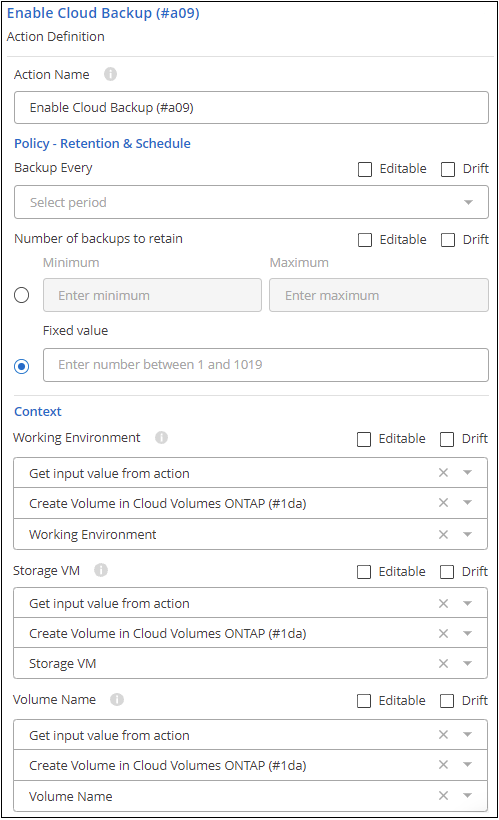 Enable Cloud Backup (#a09)
Action Definition
Action Name
Enable Cloud Backup (#a09)
Policy - Retention & Schedule
Backup Every Editable Drift
Select period
Number of backups to retain Editable Drift
Minimum Maximum
Enter minimum Enter maximum
Fixed value
Enter number between 1 and 1019
Context
Working Environment Editable Drift
Get input value from action
Create Volume in Cloud Volumes ONTAP (#1da)
Working Environment
Storage VM Editable Drift
Get input value from action
Create Volume in Cloud Volumes ONTAP (#1da)
Storage VM
Volume Name Editable Drift
Get input value from action
Create Volume in Cloud Volumes ONTAP (#1da)
Volume Name